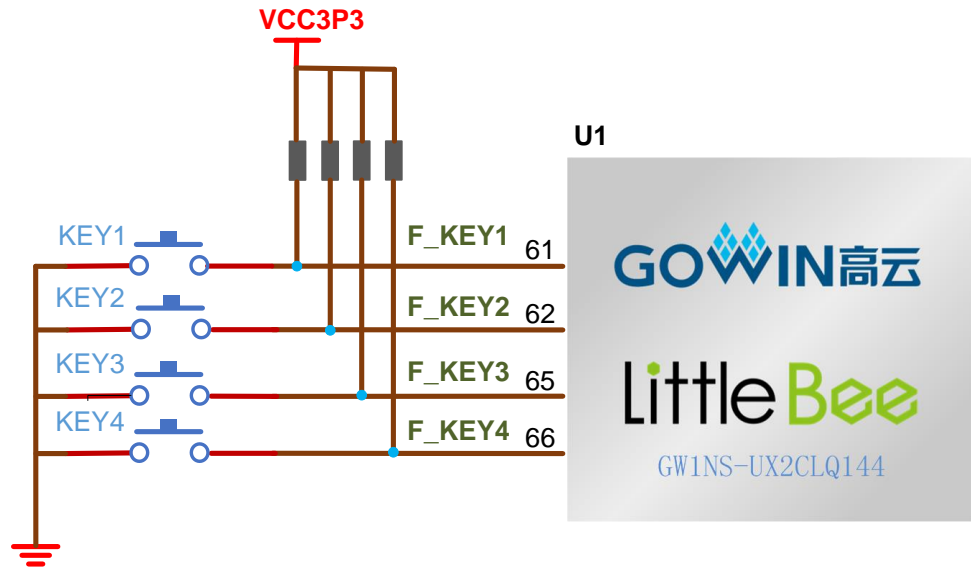 VCC3P3
U1
KEY1
F_KEY1
61
KEY2
F_KEY2
62
KEY3
F_KEY3
65
KEY4
F_KEY4
66
GOWIN高云
LittleBee
GW1NS-UX2CLQ144